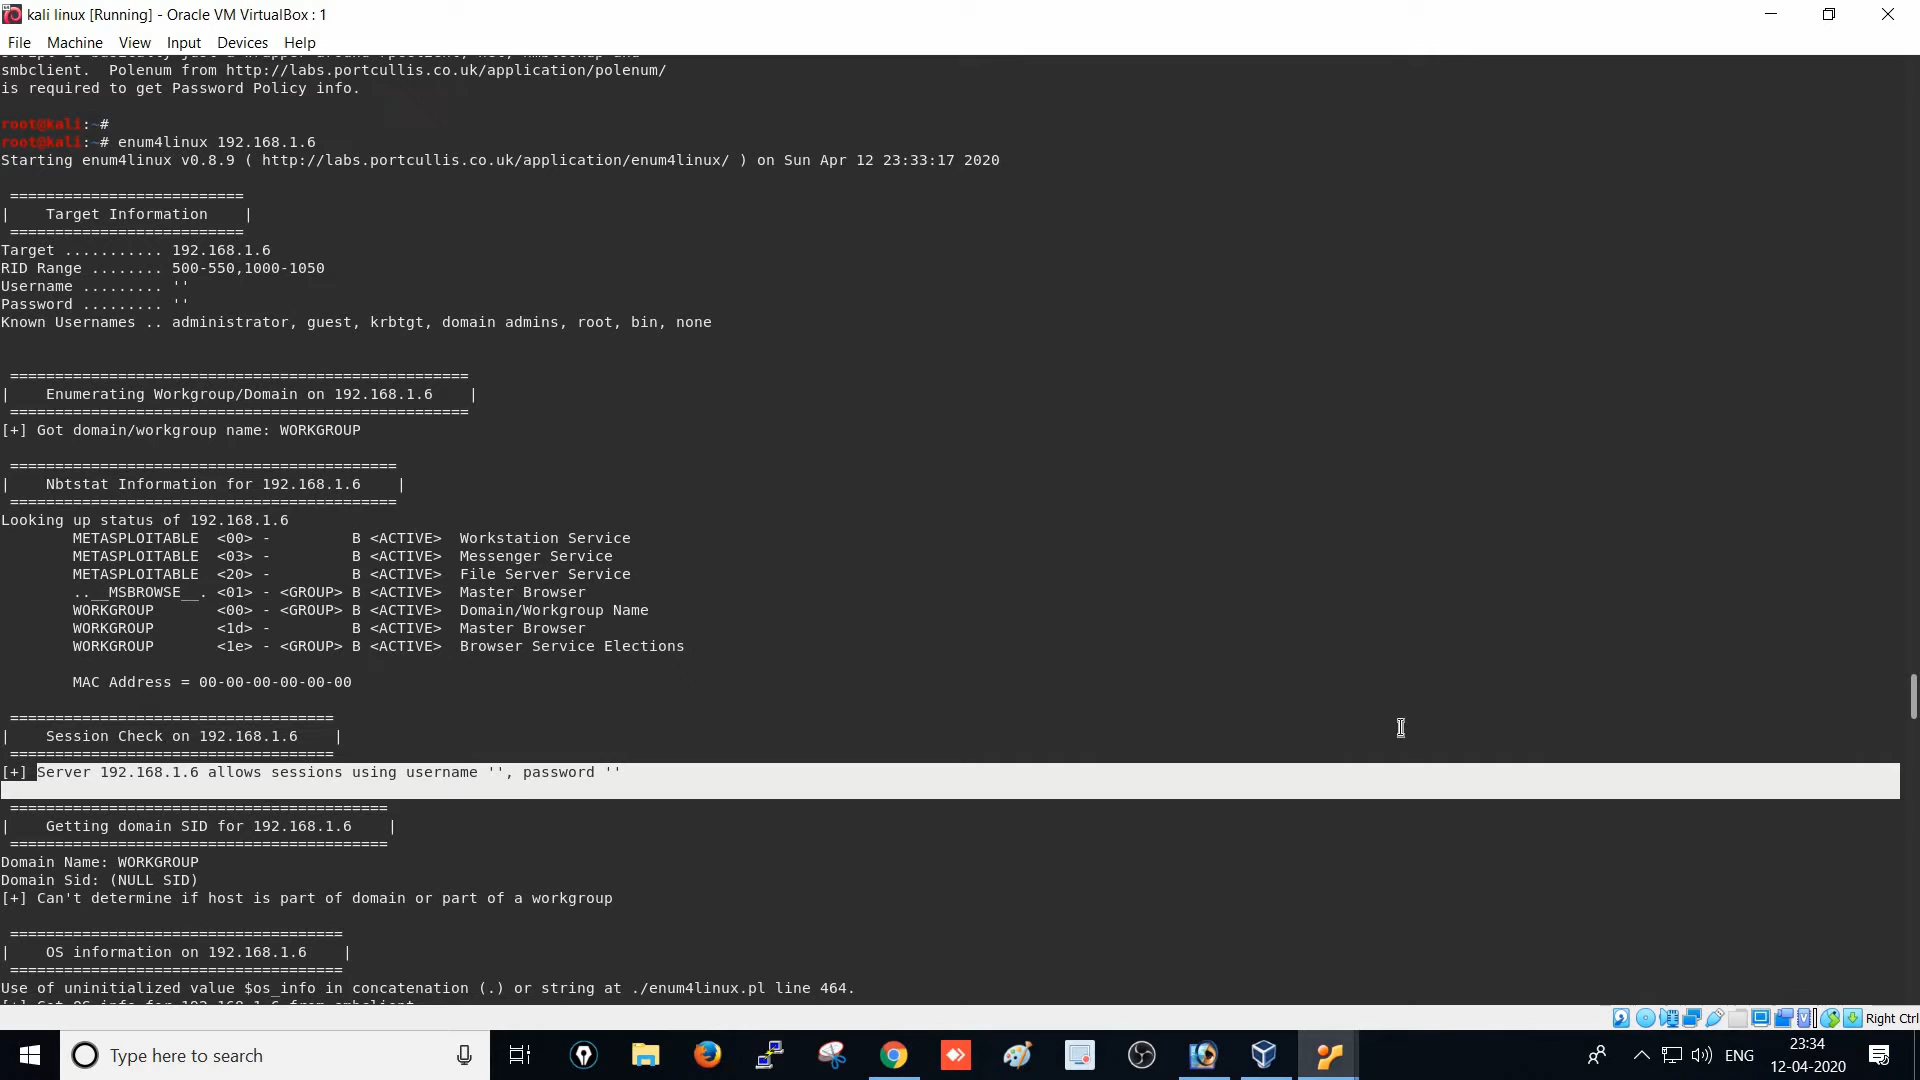 kali linux [Running] - Oracle VM VirtualBox : 1
File Machine View Input Devices Help
smbclient.  Polenum from http://labs.portcullis.co.uk/application/polenum/
is required to get Password Policy info.
root@kali:~#
root@kali:~# enum4linux 192.168.1.6
Starting enum4linux v0.8.9 ( http://labs.portcullis.co.uk/application/enum4linux/ ) on Sun Apr 12 23:33:17 2020
==========================
|    Target Information    |
==========================
Target ........... 192.168.1.6
RID Range ........ 500-550,1000-1050
Username ......... ''
Password ......... ''
Known Usernames .. administrator, guest, krbtgt, domain admins, root, bin, none
===================================================
|    Enumerating Workgroup/Domain on 192.168.1.6    |
===================================================
[+] Got domain/workgroup name: WORKGROUP
===========================================
|    Nbtstat Information for 192.168.1.6    |
===========================================
Looking up status of 192.168.1.6
METASPLOITABLE  <00> -         B <ACTIVE>  Workstation Service
METASPLOITABLE  <03> -         B <ACTIVE>  Messenger Service
METASPLOITABLE  <20> -         B <ACTIVE>  File Server Service
..__MSBROWSE__. <01> - <GROUP> B <ACTIVE>  Master Browser
WORKGROUP       <00> - <GROUP> B <ACTIVE>  Domain/Workgroup Name
WORKGROUP       <1d> -         B <ACTIVE>  Master Browser
WORKGROUP       <1e> - <GROUP> B <ACTIVE>  Browser Service Elections
MAC Address = 00-00-00-00-00-00
====================================
|    Session Check on 192.168.1.6    |
====================================
[+] Server 192.168.1.6 allows sessions using username '', password ''
==========================================
|    Getting domain SID for 192.168.1.6    |
==========================================
Domain Name: WORKGROUP
Domain Sid: (NULL SID)
[+] Can't determine if host is part of domain or part of a workgroup
=====================================
|    OS information on 192.168.1.6    |
=====================================
Use of uninitialized value $os_info in concatenation (.) or string at ./enum4linux.pl line 464.
Right Ctrl
Type here to search
ENG
23:34
12-04-2020